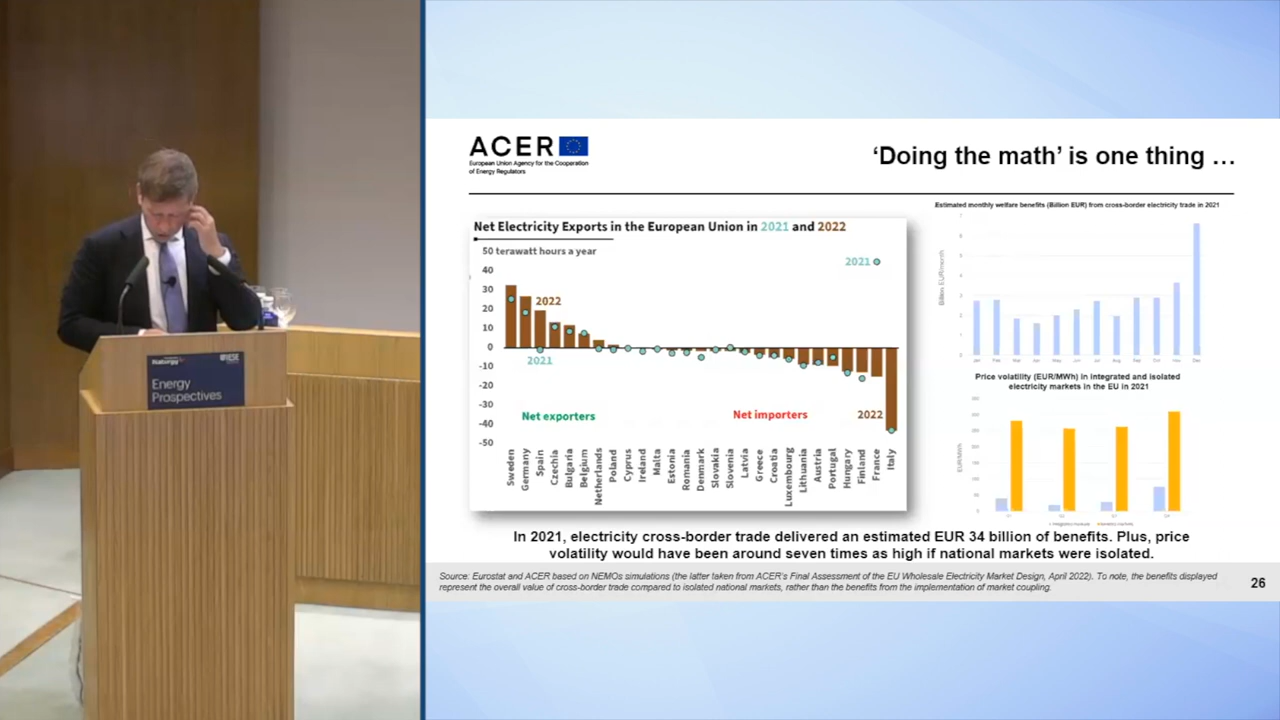 Naturgy
IESE
Energy
Prospectives
ACER
European Union Agency for the Cooperation
of Energy Regulators
‘Doing the math’ is one thing …
Net Electricity Exports in the European Union in 2021 and 2022
50 terawatt hours a year
40
30
20
10
0
-10
-20
-30
-40
-50
2021
2022
2021
Net exporters
Net importers
2022
Sweden
Germany
Spain
Czechia
Bulgaria
Belgium
Netherlands
Poland
Cyprus
Ireland
Malta
Estonia
Romania
Denmark
Slovakia
Slovenia
Latvia
Greece
Croatia
Luxembourg
Lithuania
Austria
Portugal
Hungary
Finland
France
Italy
Estimated monthly welfare benefits (Billion EUR) from cross-border electricity trade in 2021
Billion EUR/month
Price volatility (EUR/MWh) in integrated and isolated
electricity markets in the EU in 2021
EUR/MWh
In 2021, electricity cross-border trade delivered an estimated EUR 34 billion of benefits. Plus, price
volatility would have been around seven times as high if national markets were isolated.
Source: Eurostat and ACER based on NEMOs simulations (the latter taken from ACER's Final Assessment of the EU Wholesale Electricity Market Design, April 2022). To note, the benefits displayed
represent the overall value of cross-border trade compared to isolated national markets, rather than the benefits from the implementation of market coupling.
26